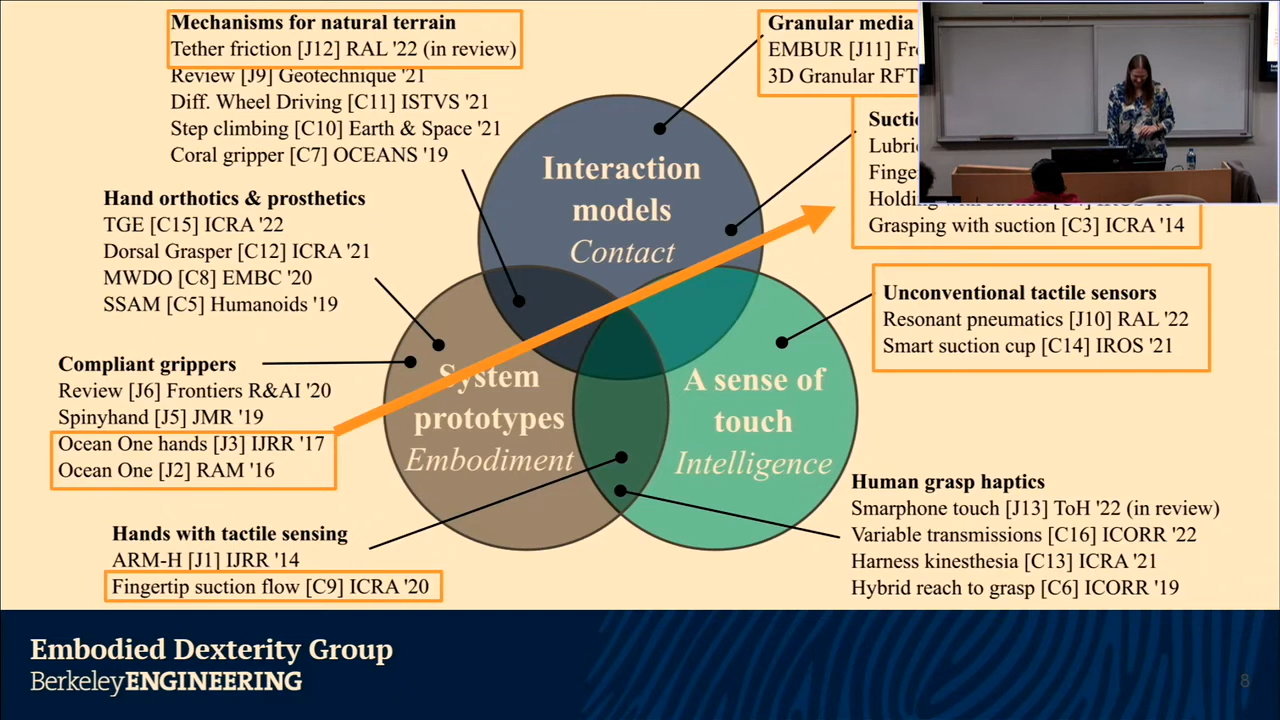 Mechanisms for natural terrain
Tether friction [J12] RAL '22 (in review)
Review [J9] Geotechnique '21
Diff. Wheel Driving [C11] ISTVS '21
Step climbing [C10] Earth & Space '21
Coral gripper [C7] OCEANS '19
Granular media
EMBUR [J11]
3D Granular RFT
Holding with suction
Grasping with suction [C3] ICRA '14
Hand orthotics & prosthetics
TGE [C15] ICRA '22
Dorsal Grasper [C12] ICRA '21
MWDO [C8] EMBC '20
SSAM [C5] Humanoids '19
Interaction
models
Contact
Unconventional tactile sensors
Resonant pneumatics [J10] RAL '22
Smart suction cup [C14] IROS '21
Compliant grippers
Review [J6] Frontiers R&AI '20
Spinyhand [J5] JMR '19
Ocean One hands [J3] IJRR '17
Ocean One [J2] RAM '16
System
prototypes
Embodiment
A sense of
touch
Intelligence
Hands with tactile sensing
ARM-H [J1] IJRR '14
Fingertip suction flow [C9] ICRA '20
Human grasp haptics
Smarphone touch [J13] ToH '22 (in review)
Variable transmissions [C16] ICORR '22
Harness kinesthesia [C13] ICRA '21
Hybrid reach to grasp [C6] ICORR '19
Embodied Dexterity Group
BerkeleyENGINEERING
8